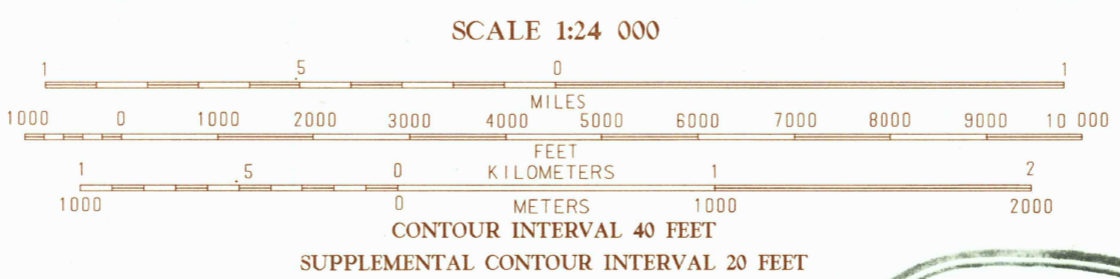 SCALE 1:24 000
1 .5 0 1
MILES
1000 0 1000 2000 3000 4000 5000 6000 7000 8000 9000 10 000
FEET
1 .5 0 1 2
KILOMETERS
1000 0 METERS 1000 2000
CONTOUR INTERVAL 40 FEET
SUPPLEMENTAL CONTOUR INTERVAL 20 FEET